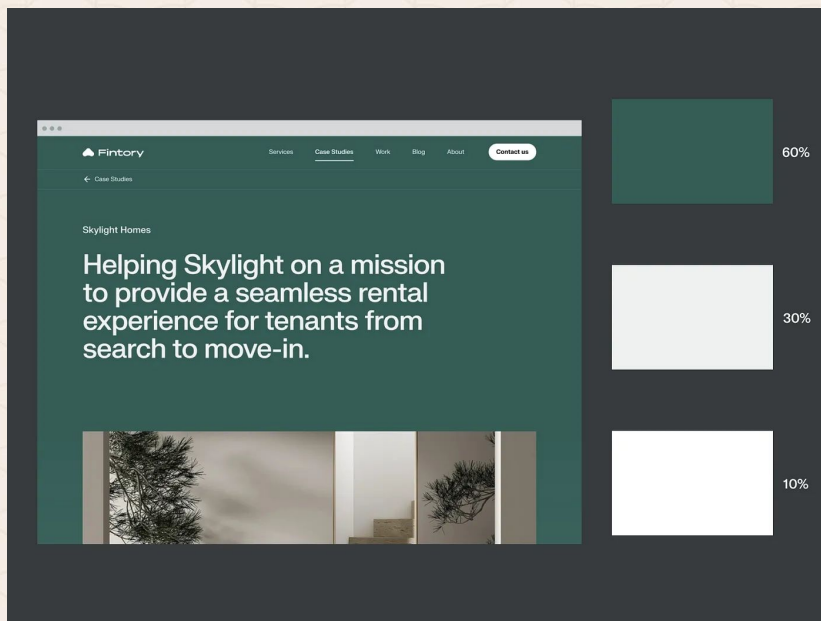 Fintory
Services Case Studies Work Blog About Contact us
← Case Studies
Skylight Homes
Helping Skylight on a mission
to provide a seamless rental
experience for tenants from
search to move-in.
60%
30%
10%